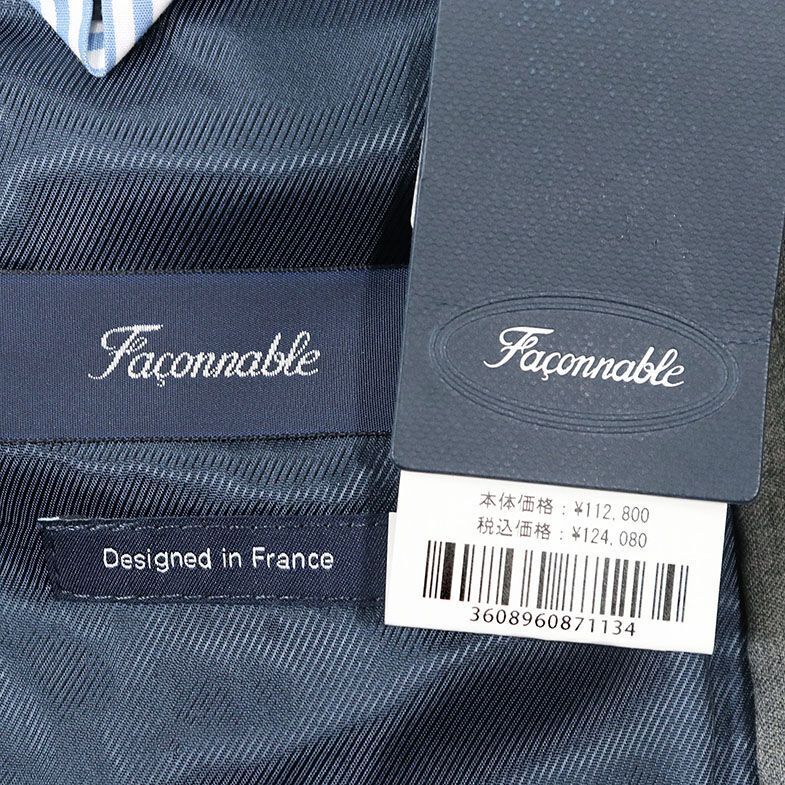 Façonnable
Façonnable
本体価格 : ¥112,800
税込価格 : ¥124,080
3608960871134
Designed in France